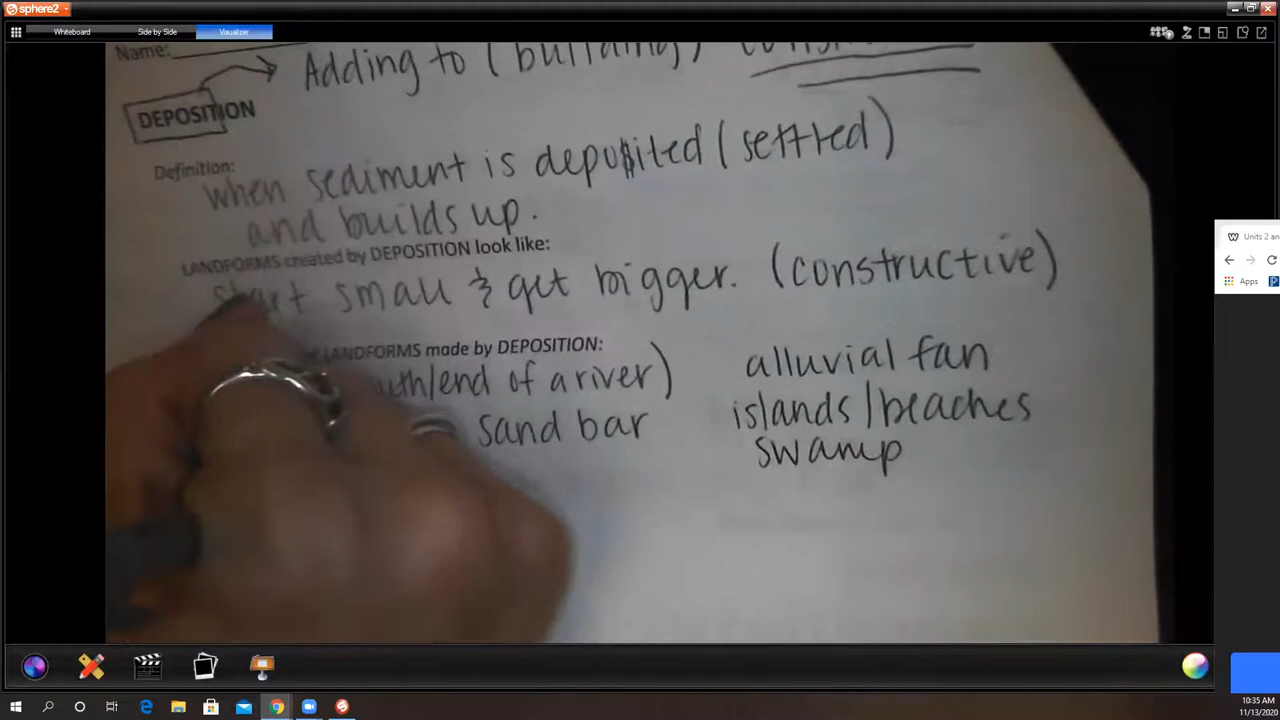 sphere2
Whiteboard Side by Side Visualizer
Name:
Adding to (building)
DEPOSITION
Definition:
when sediment is deposited (settled)
and builds up.
LANDFORMS created by DEPOSITION look like:
start small & get bigger. (constructive)
LANDFORMS made by DEPOSITION:
end of a river)
alluvial fan
sand bar
islands/beaches
swamp
W Units 2 an
Apps
10:35 AM
11/13/2020